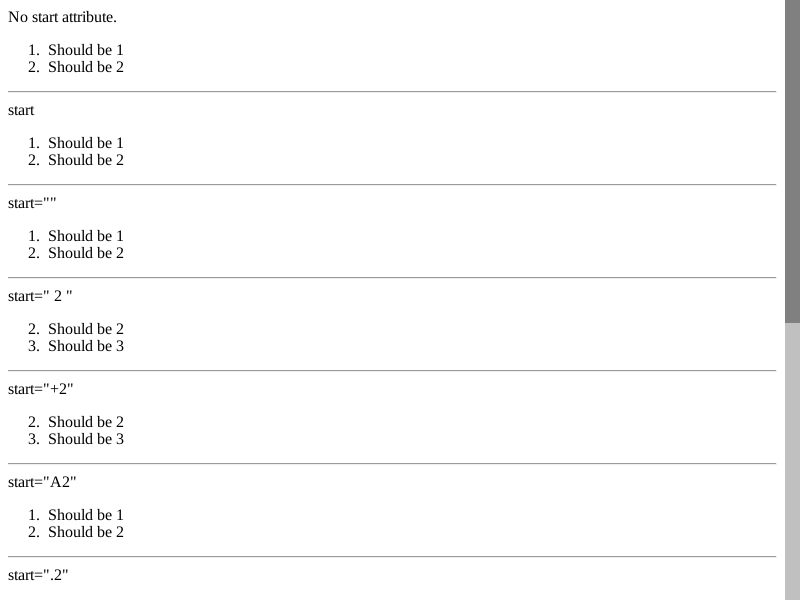 No start attribute.
1. Should be 1
2. Should be 2
start
1. Should be 1
2. Should be 2
start=""
1. Should be 1
2. Should be 2
start=" 2 "
2. Should be 2
3. Should be 3
start="+2"
2. Should be 2
3. Should be 3
start="A2"
1. Should be 1
2. Should be 2
start=".2"